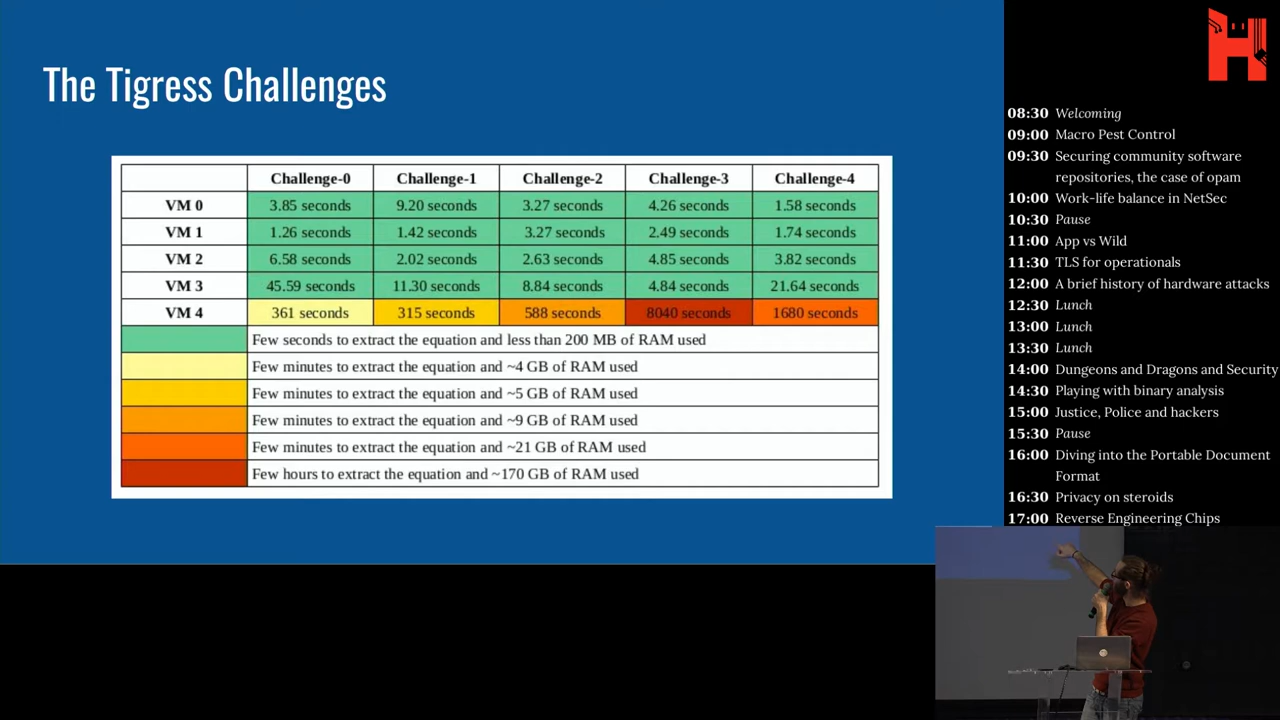 The Tigress Challenges
Challenge-0 Challenge-1 Challenge-2 Challenge-3 Challenge-4
VM 0 3.85 seconds 9.20 seconds 3.27 seconds 4.26 seconds 1.58 seconds
VM 1 1.26 seconds 1.42 seconds 3.27 seconds 2.49 seconds 1.74 seconds
VM 2 6.58 seconds 2.02 seconds 2.63 seconds 4.85 seconds 3.82 seconds
VM 3 45.59 seconds 11.30 seconds 8.84 seconds 4.84 seconds 21.64 seconds
VM 4 361 seconds 315 seconds 588 seconds 8040 seconds 1680 seconds
Few seconds to extract the equation and less than 200 MB of RAM used
Few minutes to extract the equation and ~4 GB of RAM used
Few minutes to extract the equation and ~5 GB of RAM used
Few minutes to extract the equation and ~9 GB of RAM used
Few minutes to extract the equation and ~21 GB of RAM used
Few hours to extract the equation and ~170 GB of RAM used
08:30 Welcoming
09:00 Macro Pest Control
09:30 Securing community software
repositories, the case of opam
10:00 Work-life balance in NetSec
10:30 Pause
11:00 App vs Wild
11:30 TLS for operationals
12:00 A brief history of hardware attacks
12:30 Lunch
13:00 Lunch
13:30 Lunch
14:00 Dungeons and Dragons and Security
14:30 Playing with binary analysis
15:00 Justice, Police and hackers
15:30 Pause
16:00 Diving into the Portable Document
Format
16:30 Privacy on steroids
17:00 Reverse Engineering Chips